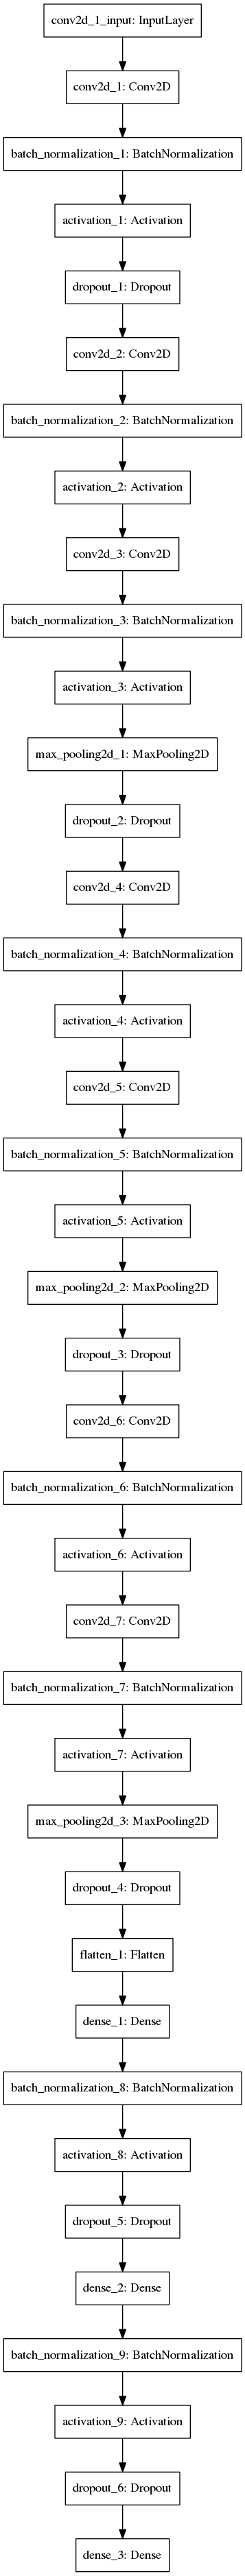 conv2d_1_input: InputLayer
conv2d_1: Conv2D
batch_normalization_1: BatchNormalization
activation_1: Activation
dropout_1: Dropout
conv2d_2: Conv2D
batch_normalization_2: BatchNormalization
activation_2: Activation
conv2d_3: Conv2D
batch_normalization_3: BatchNormalization
activation_3: Activation
max_pooling2d_1: MaxPooling2D
dropout_2: Dropout
conv2d_4: Conv2D
batch_normalization_4: BatchNormalization
activation_4: Activation
conv2d_5: Conv2D
batch_normalization_5: BatchNormalization
activation_5: Activation
max_pooling2d_2: MaxPooling2D
dropout_3: Dropout
conv2d_6: Conv2D
batch_normalization_6: BatchNormalization
activation_6: Activation
conv2d_7: Conv2D
batch_normalization_7: BatchNormalization
activation_7: Activation
max_pooling2d_3: MaxPooling2D
dropout_4: Dropout
flatten_1: Flatten
dense_1: Dense
batch_normalization_8: BatchNormalization
activation_8: Activation
dropout_5: Dropout
dense_2: Dense
batch_normalization_9: BatchNormalization
activation_9: Activation
dropout_6: Dropout
dense_3: Dense